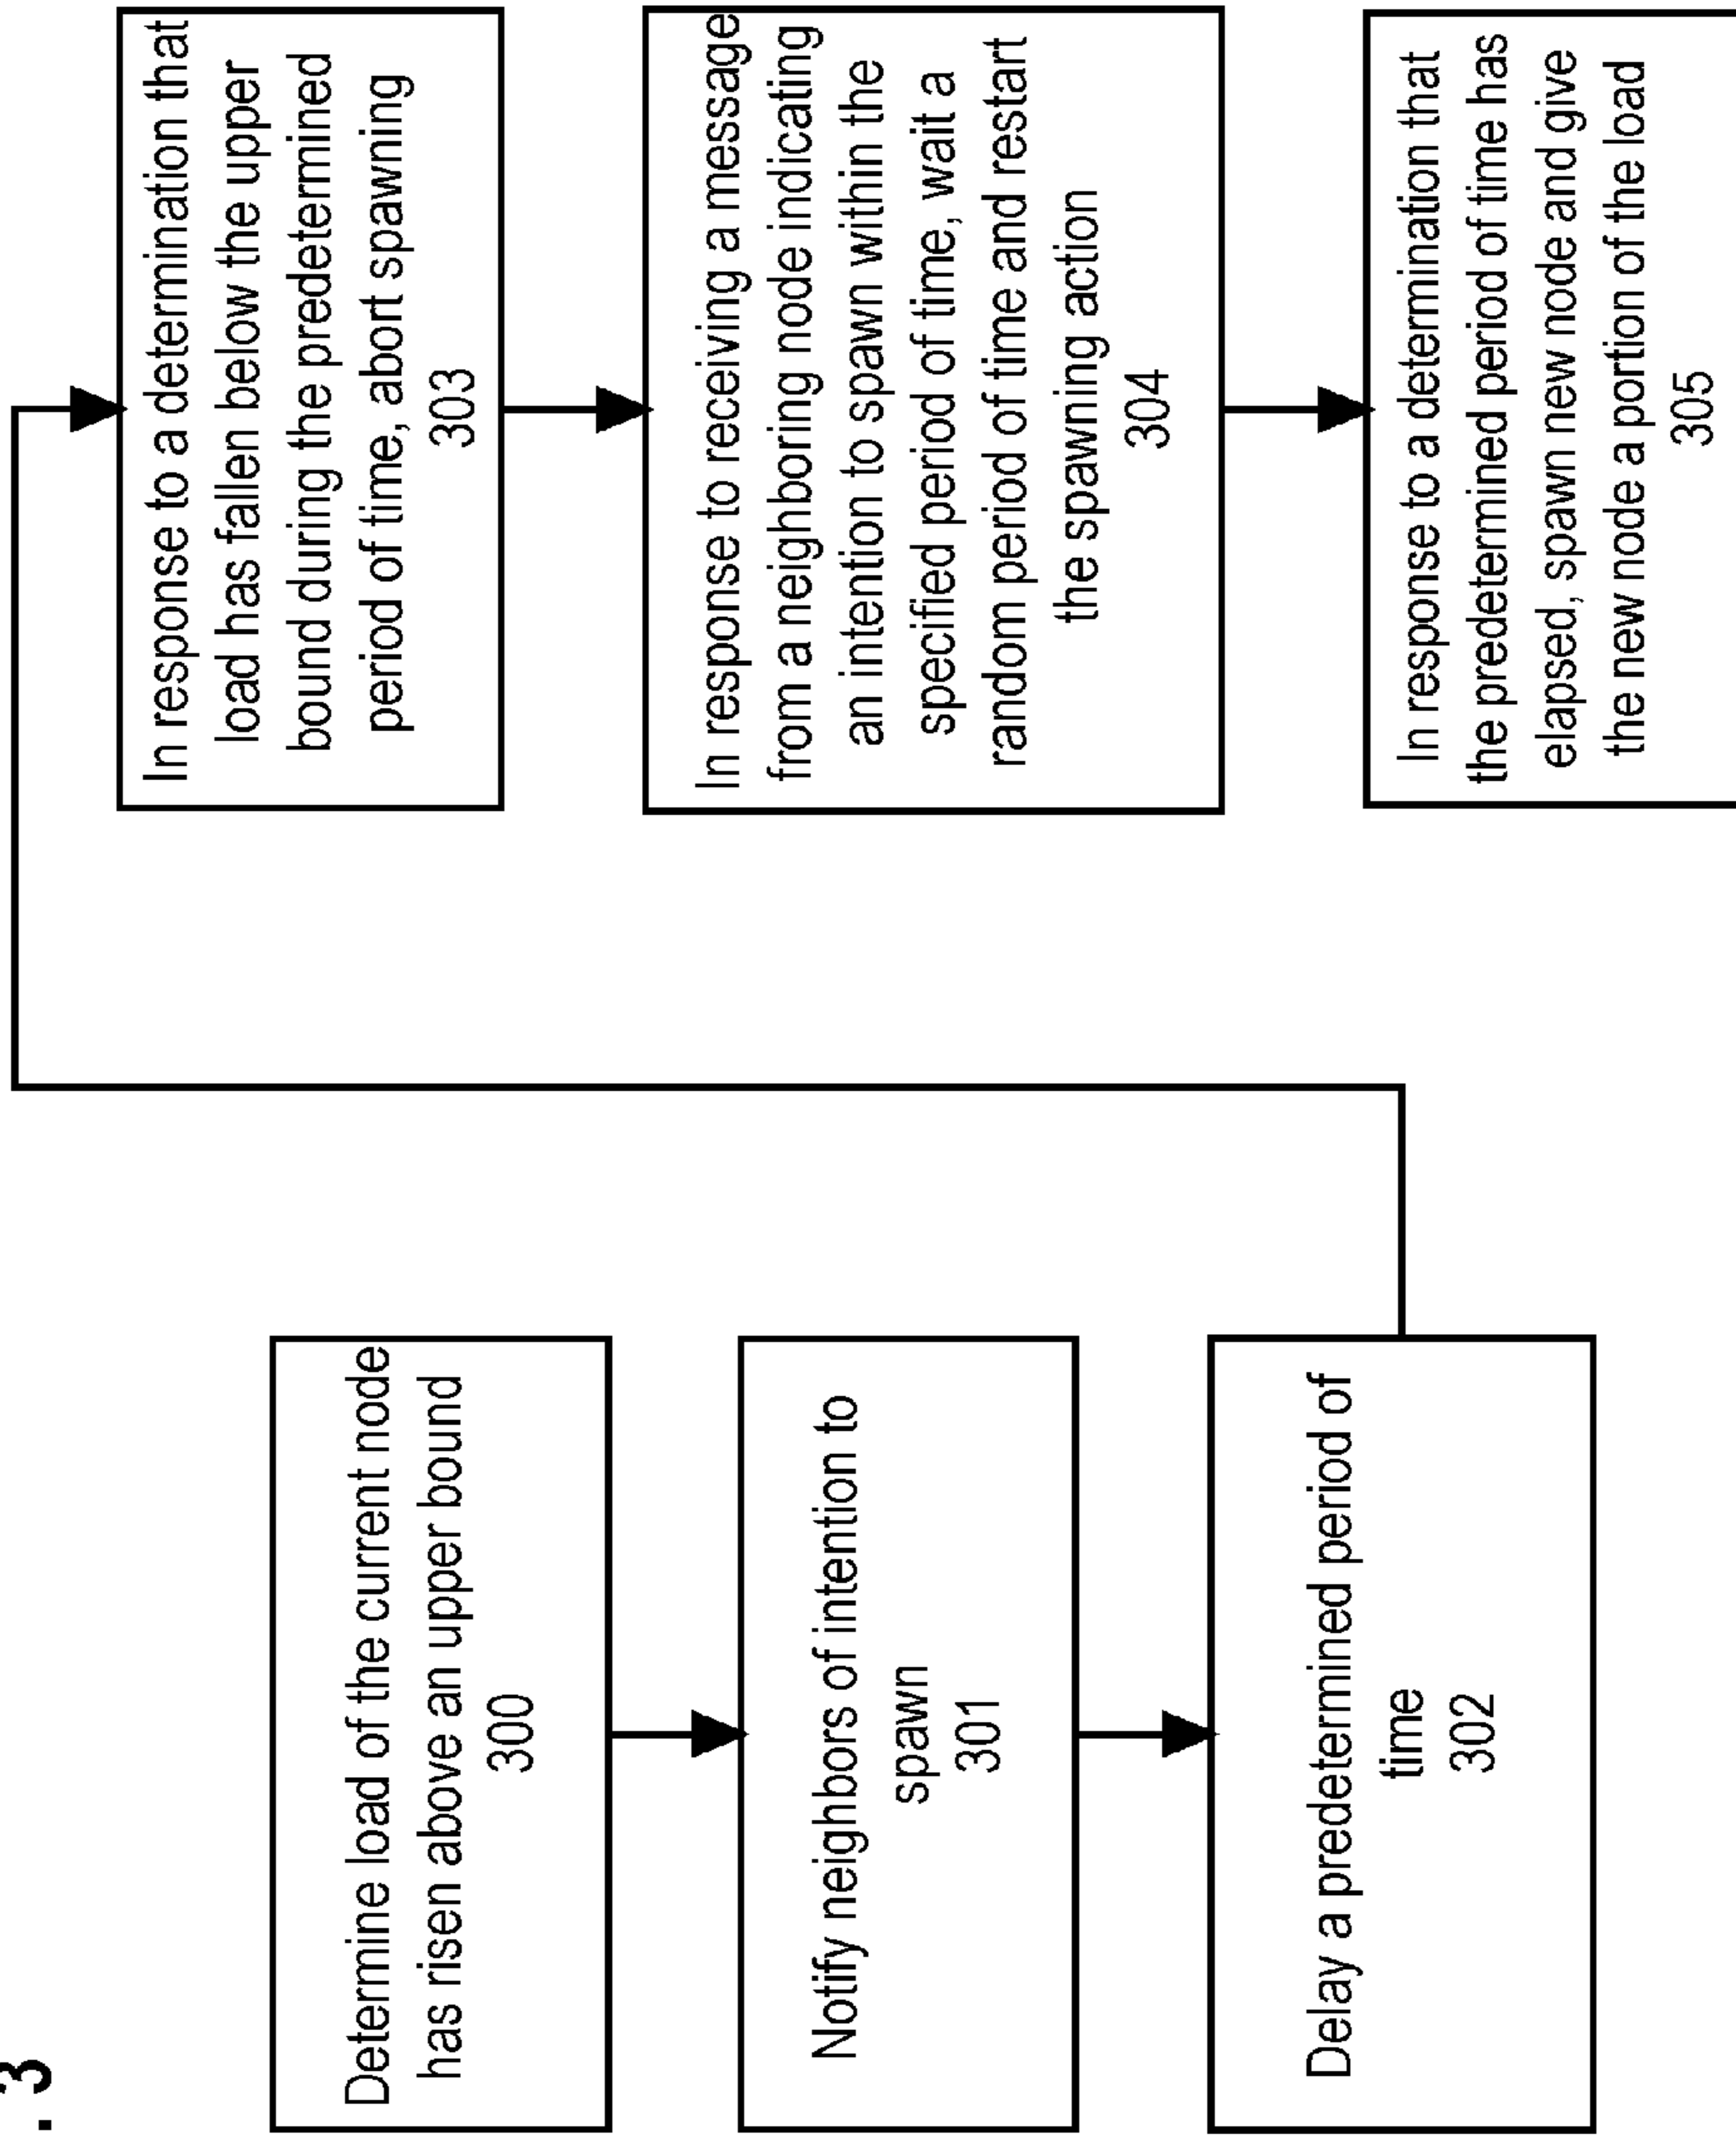 . 3
Determine load of the current node
has risen above an upper bound
300
Notify neighbors of intention to
spawn
301
Delay a predetermined period of
time
302
In response to a determination that
load has fallen below the upper
bound during the predetermined
period of time, abort spawning
303
In response to receiving a message
from a neighboring node indicating
an intention to spawn within the
specified period of time, wait a
random period of time and restart
the spawning action
304
In response to a determination that
the predetermined period of time has
elapsed, spawn new node and give
the new node a portion of the load
305